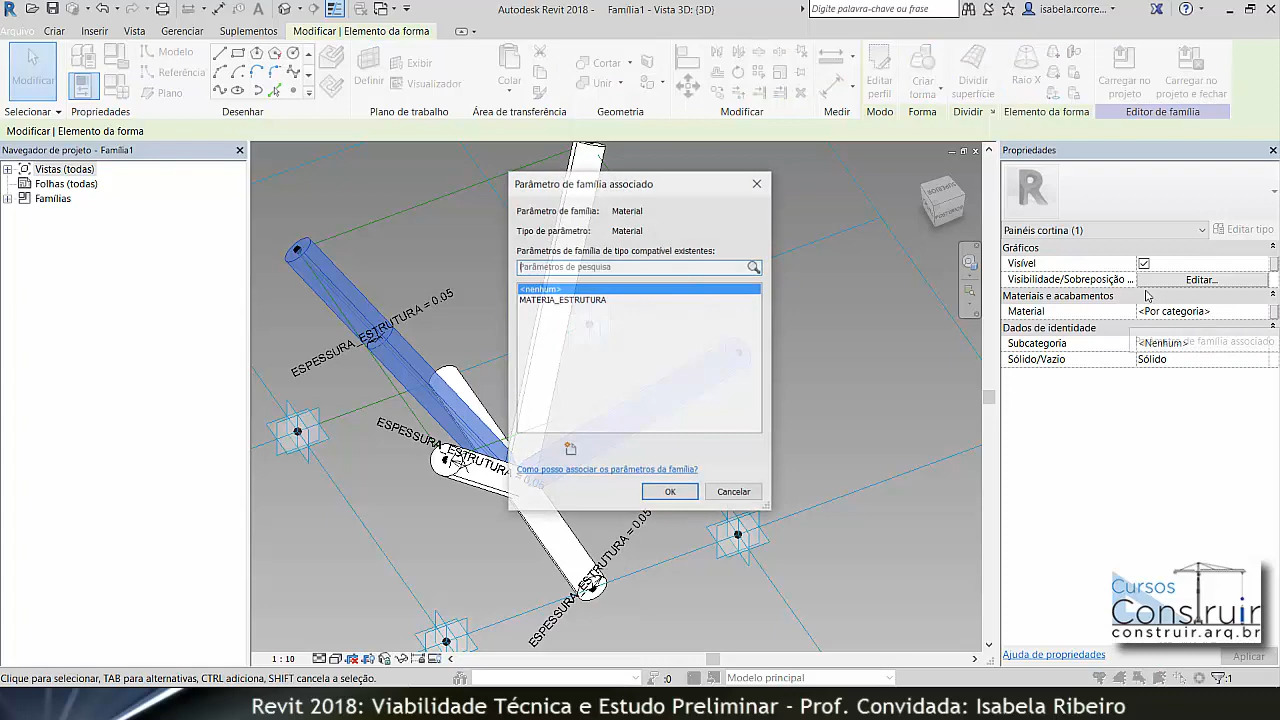 Autodesk Revit 2018 -
Família1 - Vista 3D: {3D}
Digite palavra-chave ou frase
sabela.corre...
Arquivo
Criar
Inserir
Vista
Gerenciar
Suplementos
Modificar | Elemento da forma
Modificar
Modelo
Referência
Plano
Definir
Exibir
Visualizador
Colar
Cortar
Unir
Editar perfil
Criar forma
Dividir superfície
Raio X
Carregar no projeto
Carregar no projeto e fechar
Selecionar
Propriedades
Desenhar
Plano de trabalho
Área de transferência
Geometria
Modificar
Medir
Modo
Forma
Dividir
Elemento da forma
Editor de família
Modificar | Elemento da forma
Navegador de projeto - Família1
Vistas (todas)
Folhas (todas)
Famílias
ESPESSURA_ESTRUTURA = 0.05
ESPESSURA_ESTRUTURA = 0.05
ESPESSURA_ESTRUTURA = 0.05
Parâmetro de família associado
Parâmetro de família: Material
Tipo de parâmetro: Material
Parâmetros de família de tipo compatível existentes:
Parâmetros de pesquisa
<nenhum>
MATERIA_ESTRUTURA
Como posso associar os parâmetros da família?
OK
Cancelar
POSTERIOR
Propriedades
R
Painéis cortina (1)
Editar tipo
Gráficos
Visível
Visibilidade/Sobreposição ...
Editar...
Materiais e acabamentos
Material
<Por categoria>
Dados de identidade
Subcategoria
<Nenhum>
Sólido/Vazio
Sólido
Cursos
Construir
construir.arq.br
Ajuda de propriedades
Aplicar
1 : 10
Clique para selecionar, TAB para alternativas, CTRL adiciona, SHIFT cancela a seleção.
:0
Modelo principal
:1
Revit 2018: Viabilidade Técnica e Estudo Preliminar - Prof. Convidada: Isabela Ribeiro